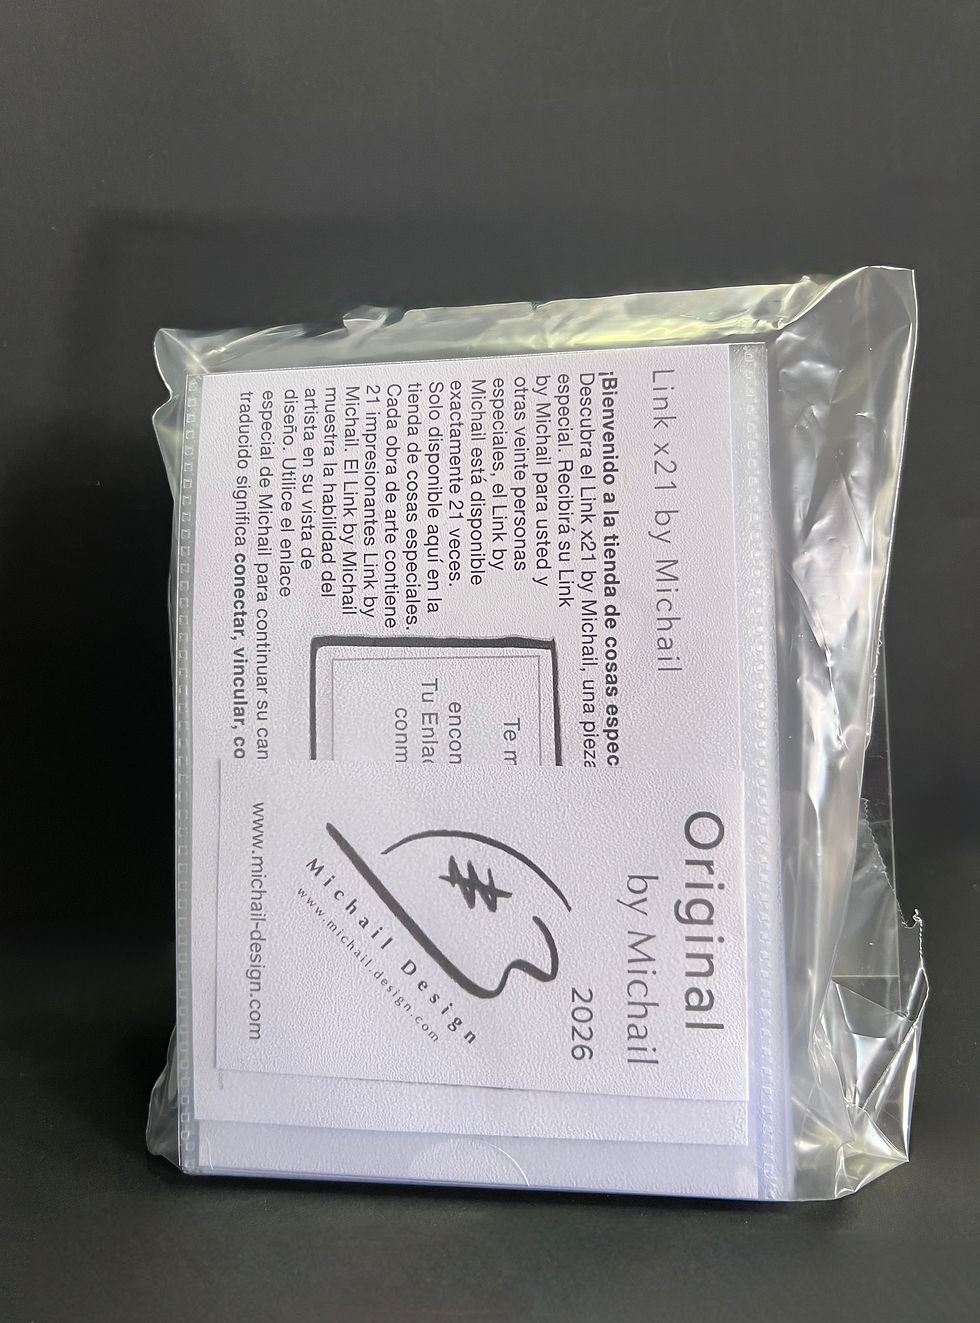 Link x21 by Michail
¡Bienvenido a la tienda de cosas espec
Descubra el Link x21 by Michail, una pieza
especial. Recibirá su Link
by Michail para usted y
otras veinte personas
especiales, el Link by
Michail está disponible
exactamente 21 veces.
Solo disponible aquí en la
tienda de cosas especiales.
Cada obra de arte contiene
21 impresionantes Link by
Michail. El Link by Michail
muestra la habilidad del
artista en su vista de
diseño. Utilice el enlace
especial de Michail para continuar su can
traducido significa conectar, vincular, co
Te m
encon
Tu Enlac
conm
Original
by Michail
2026
Michail Design
www.michail.design.com
www.michail-design.com